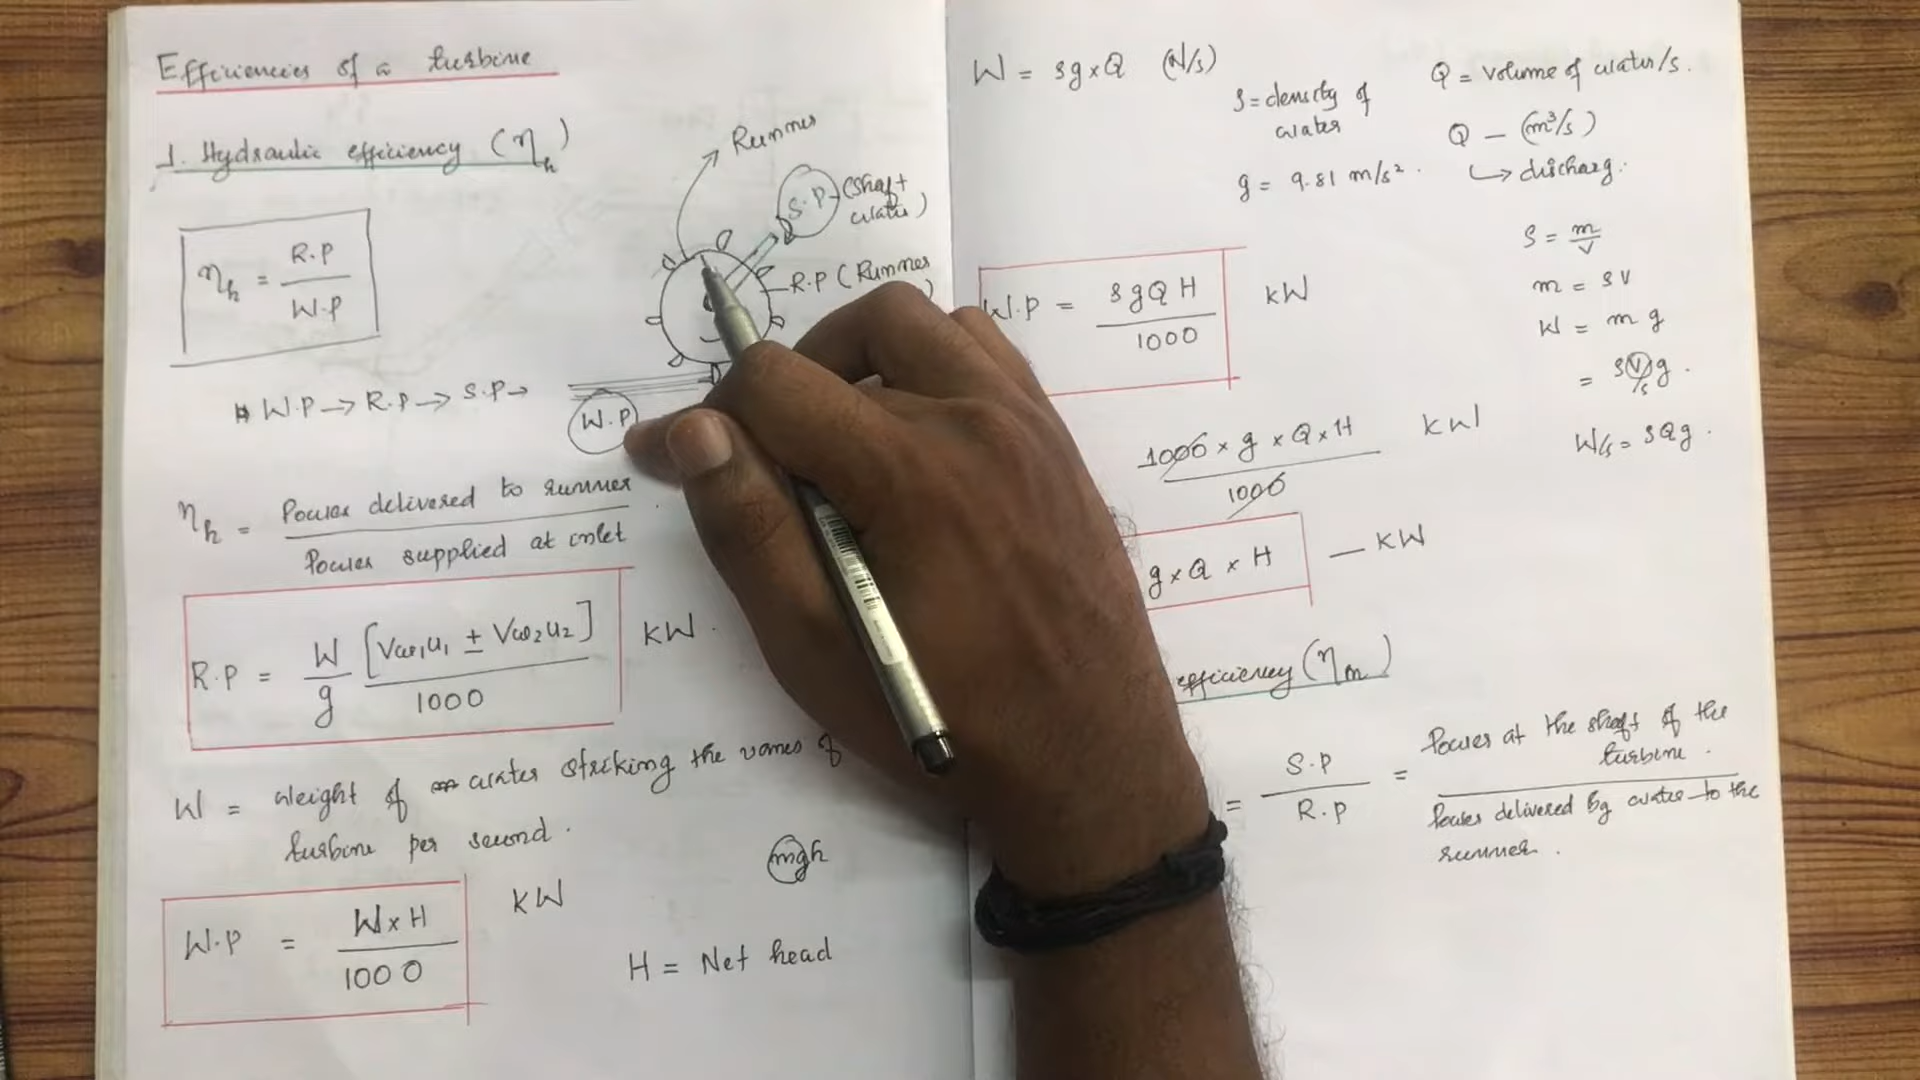 Efficiencies of a turbine
1. Hydraulic efficiency (ηh)
ηh = R.P / W.P
Runner
S.P - (shaft
water)
R.P (Runner
)
W.P → R.P → S.P →
W.P
ηh = Power delivered to runner / Power supplied at inlet
R.P = W/g [Vw1u1 ± Vw2u2] / 1000 KW.
W = weight of water striking the vanes of
turbine per second.
mgh
W.P = W x H / 1000 KW
H = Net head
W = ρg x Q (N/s)
ρ = density of
water
g = 9.81 m/s².
Q = volume of water/s.
Q - (m³/s)
↳ discharg.
ρ = m/V
m = ρV
W = mg
= ρV/s g.
W/s = ρQg.
W.P = ρgQH / 1000 KW
1000 x g x Q x H / 1000 KW
g x Q x H — KW
efficiency (ηm)
= S.P / R.P = Power at the shaft of the
turbine. / Power delivered by water to the
runner.